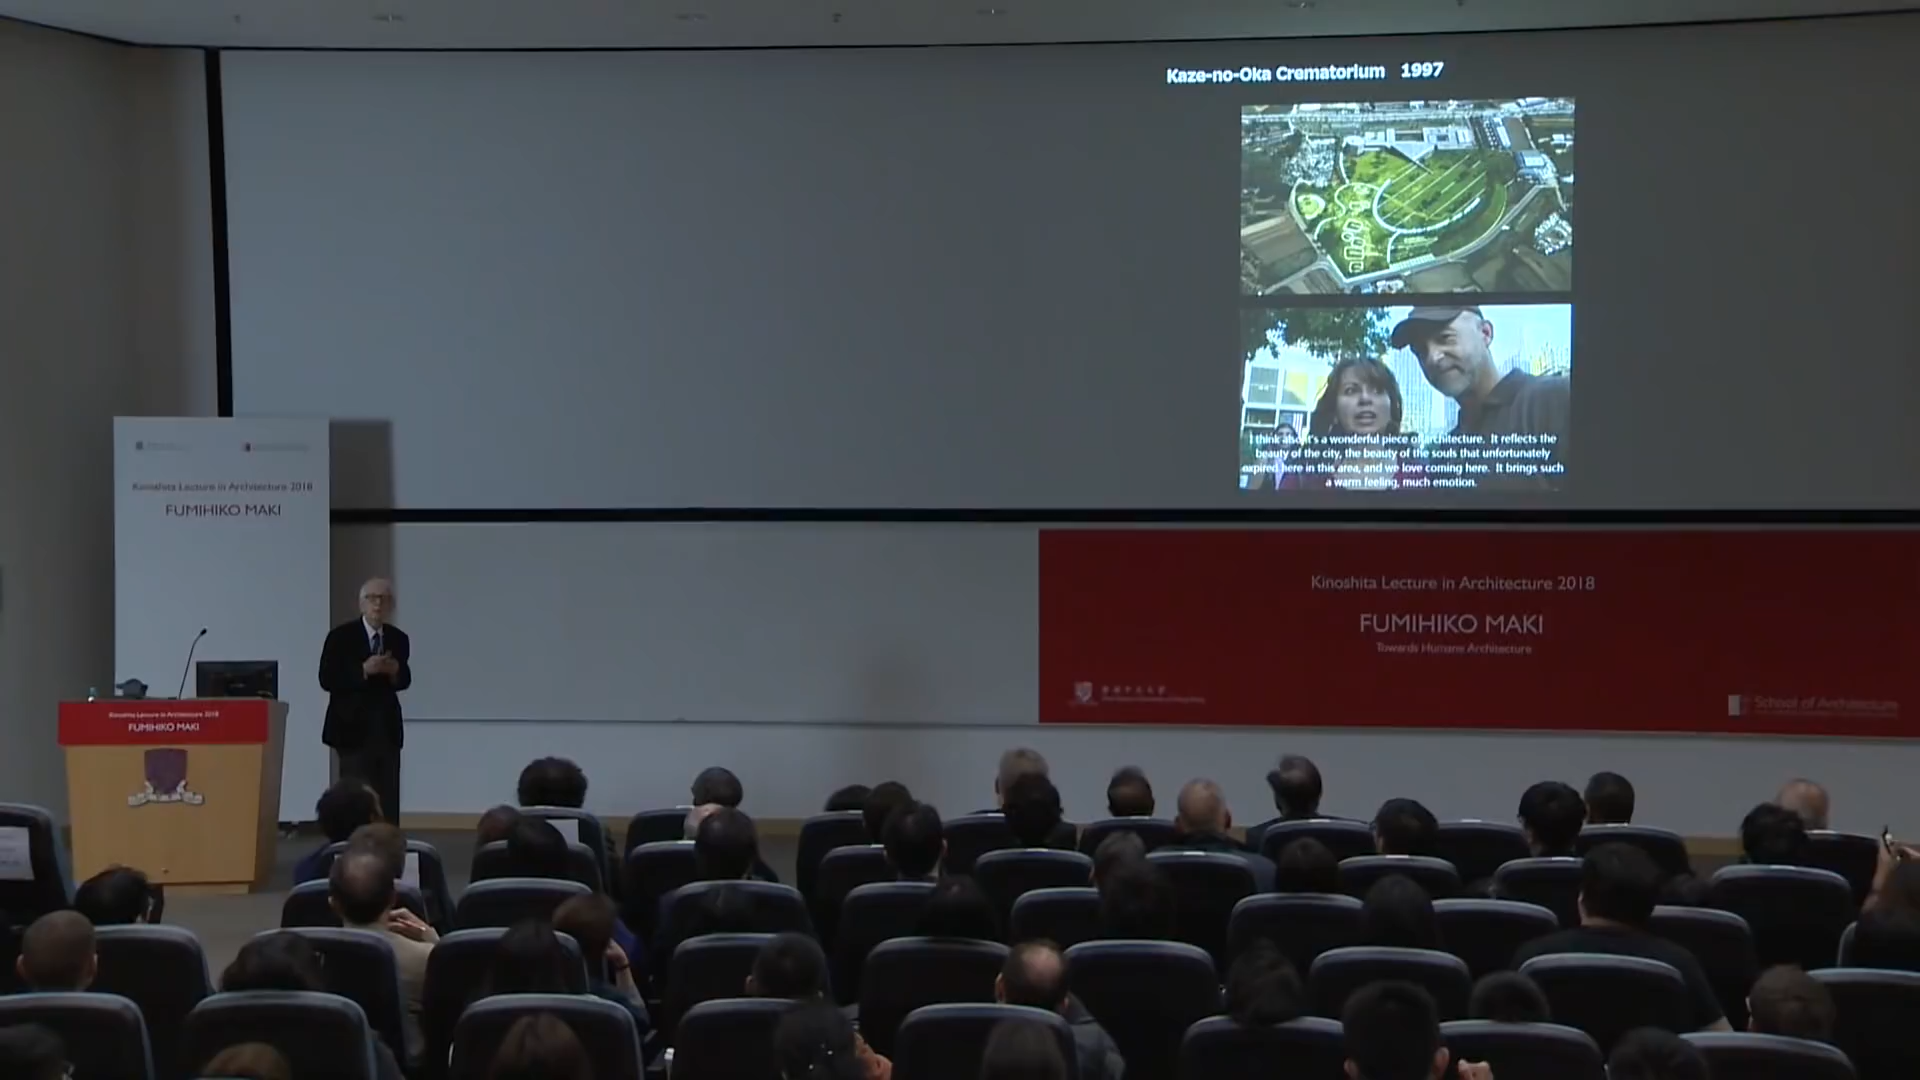 Kaze-no-Oka Crematorium 1997
I think also it's a wonderful piece of architecture. It reflects the
beauty of the city, the beauty of the souls that unfortunately
expired here in this area, and we love coming here. It brings such
a warm feeling, much emotion.
Kinoshita Lecture in Architecture 2018
FUMIHIKO MAKI
Kinoshita Lecture in Architecture 2018
FUMIHIKO MAKI
Towards Humane Architecture
School of Architecture
Kinoshita Lecture in Architecture 2018
FUMIHIKO MAKI